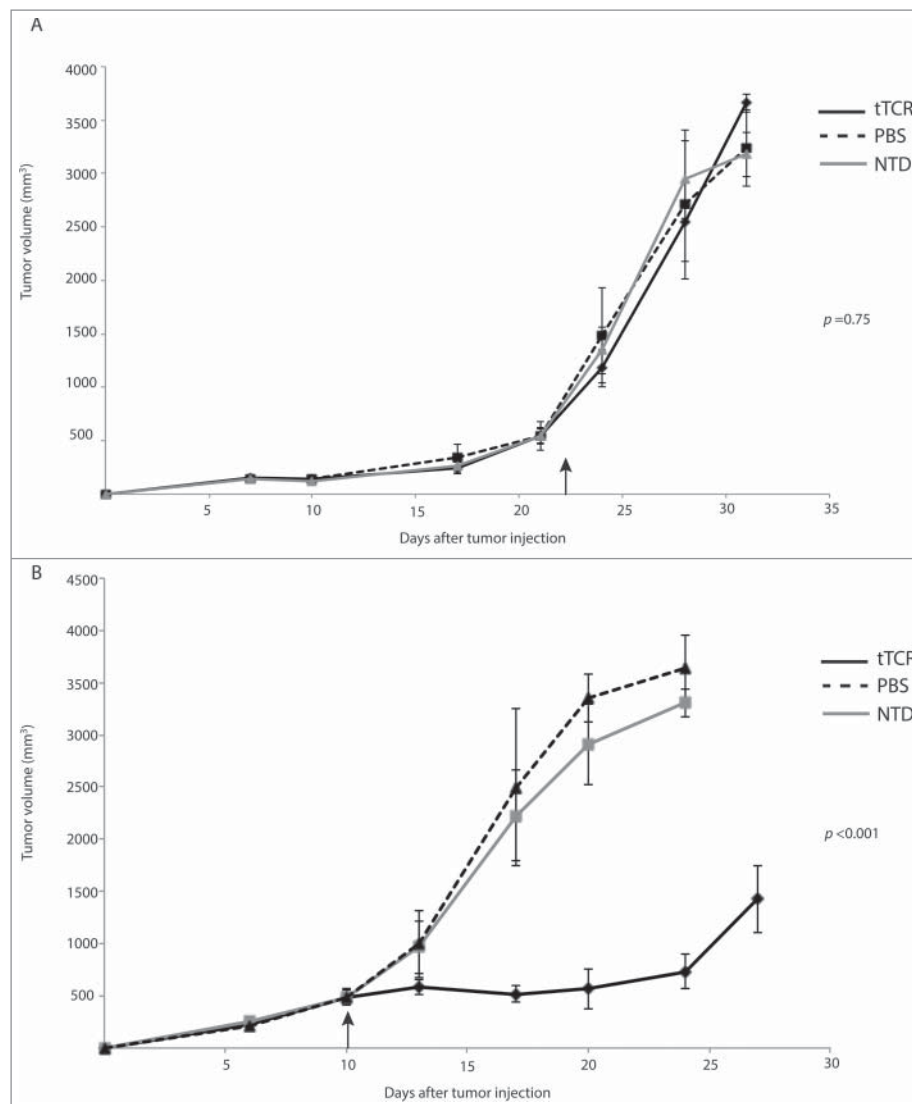 A
4000
3500
3000
2500
2000
1500
1000
500
Tumor volume (mm³)
5 10 15 20 25 30 35
Days after tumor injection
tTCR
PBS
NTD
p =0.75
B
4500
4000
3500
3000
2500
2000
1500
1000
500
Tumor volume (mm³)
5 10 15 20 25 30
Days after tumor injection
tTCR
PBS
NTD
p <0.001